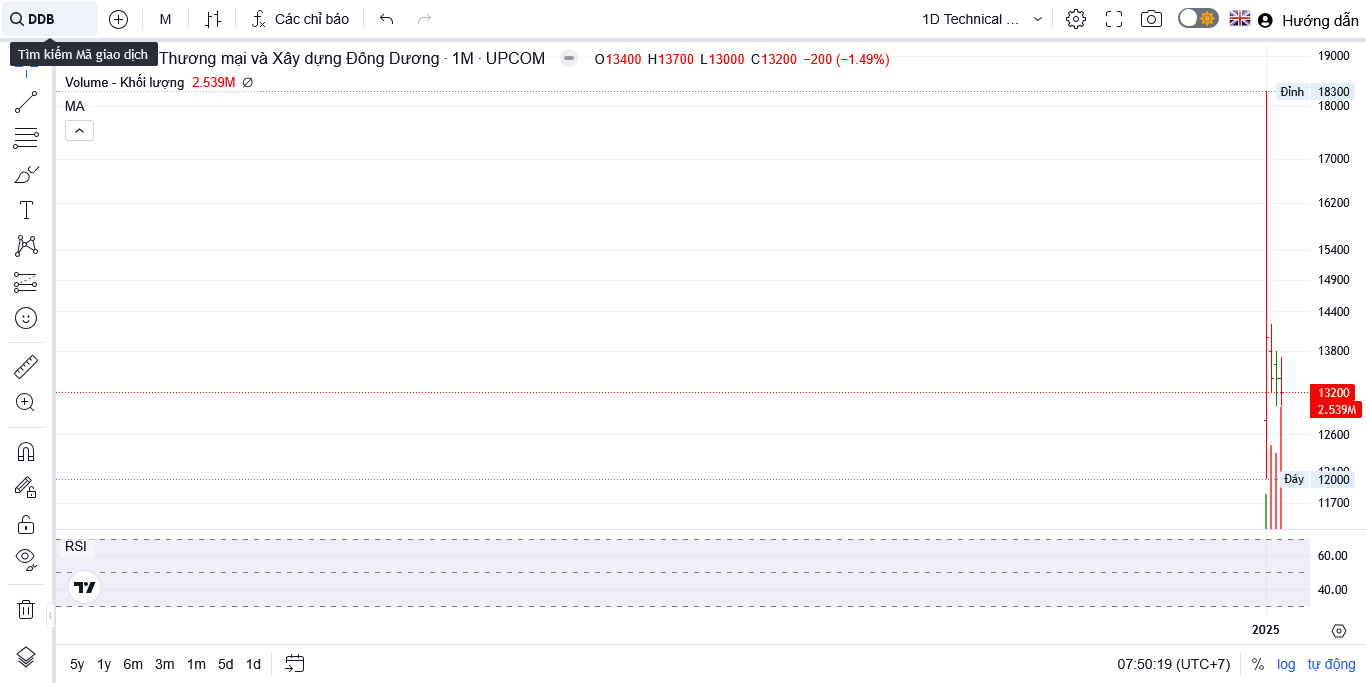 DDB
M
Các chỉ báo
1D Technical ...
Hướng dẫn
Tìm kiếm Mã giao dịch
Thương mại và Xây dựng Đông Dương · 1M · UPCOM
O13400 H13700 L13000 C13200 −200 (−1.49%)
Volume - Khối lượng 2.539M ∅
MA
19000
Đỉnh 18300
18000
17000
16200
15400
14900
14400
13800
13200
2.539M
12600
12100
Đáy 12000
11700
RSI
60.00
40.00
2025
5y 1y 6m 3m 1m 5d 1d
07:50:19 (UTC+7)
% log tự động